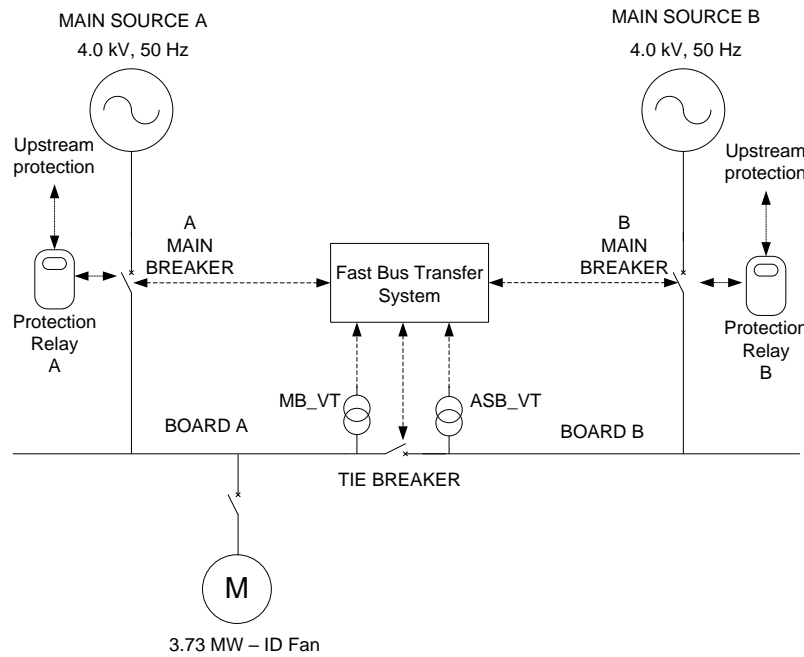 MAIN SOURCE A
4.0 kV, 50 Hz
MAIN SOURCE B
4.0 kV, 50 Hz
Upstream
protection
Upstream
protection
A
MAIN
BREAKER
B
MAIN
BREAKER
Fast Bus Transfer
System
Protection
Relay
A
Protection
Relay
B
MB_VT
ASB_VT
BOARD A
BOARD B
TIE BREAKER
M
3.73 MW – ID Fan